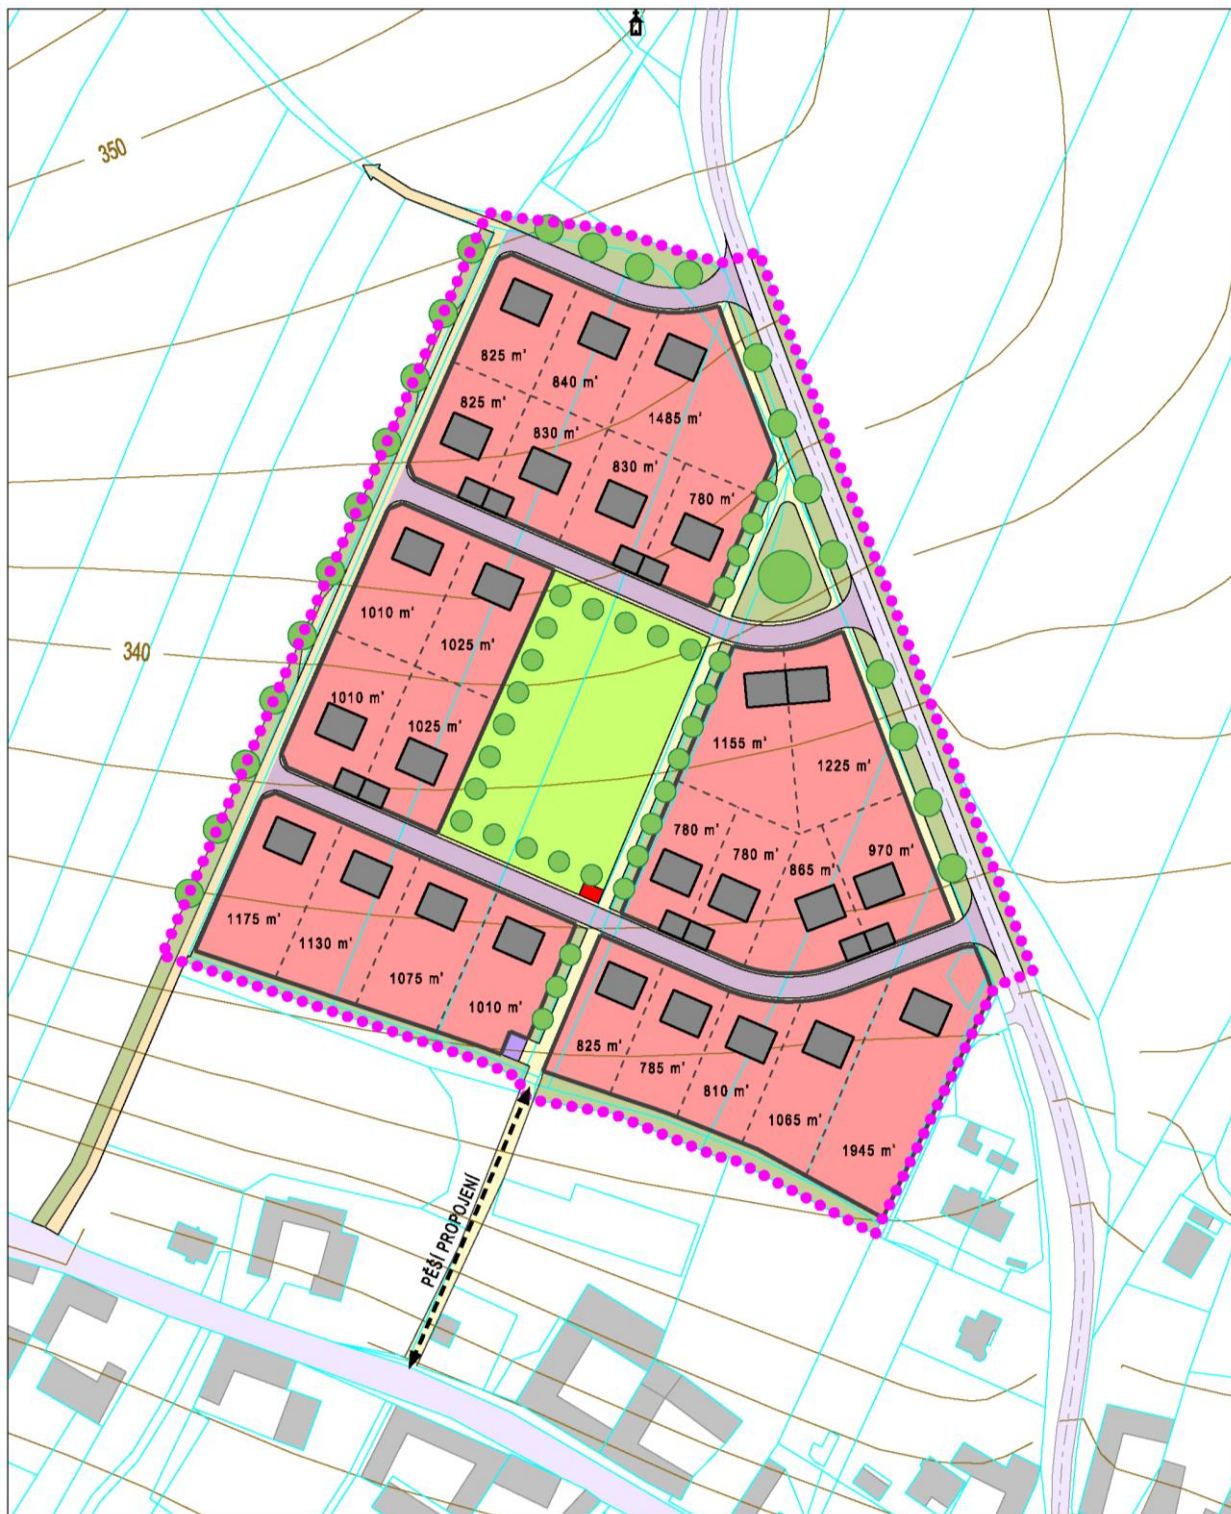 350
825 m²
840 m²
825 m²
1485 m²
830 m²
830 m²
780 m²
1010 m²
1025 m²
340
1010 m²
1025 m²
1155 m²
1225 m²
780 m²
780 m²
865 m²
970 m²
1175 m²
1130 m²
1075 m²
1010 m²
825 m²
785 m²
810 m²
1065 m²
1945 m²
PĚŠÍ PROPOJENÍ